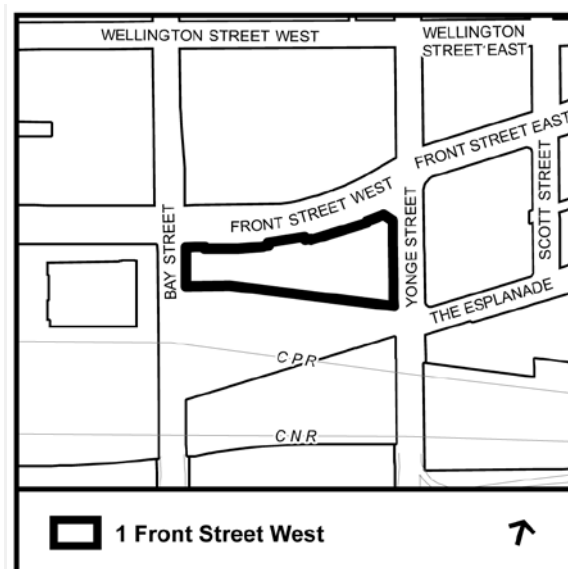 WELLINGTON STREET WEST
WELLINGTON
STREET EAST
FRONT STREET EAST
FRONT STREET WEST
BAY STREET
YONGE STREET
SCOTT STREET
THE ESPLANADE
CPR
CNR
1 Front Street West